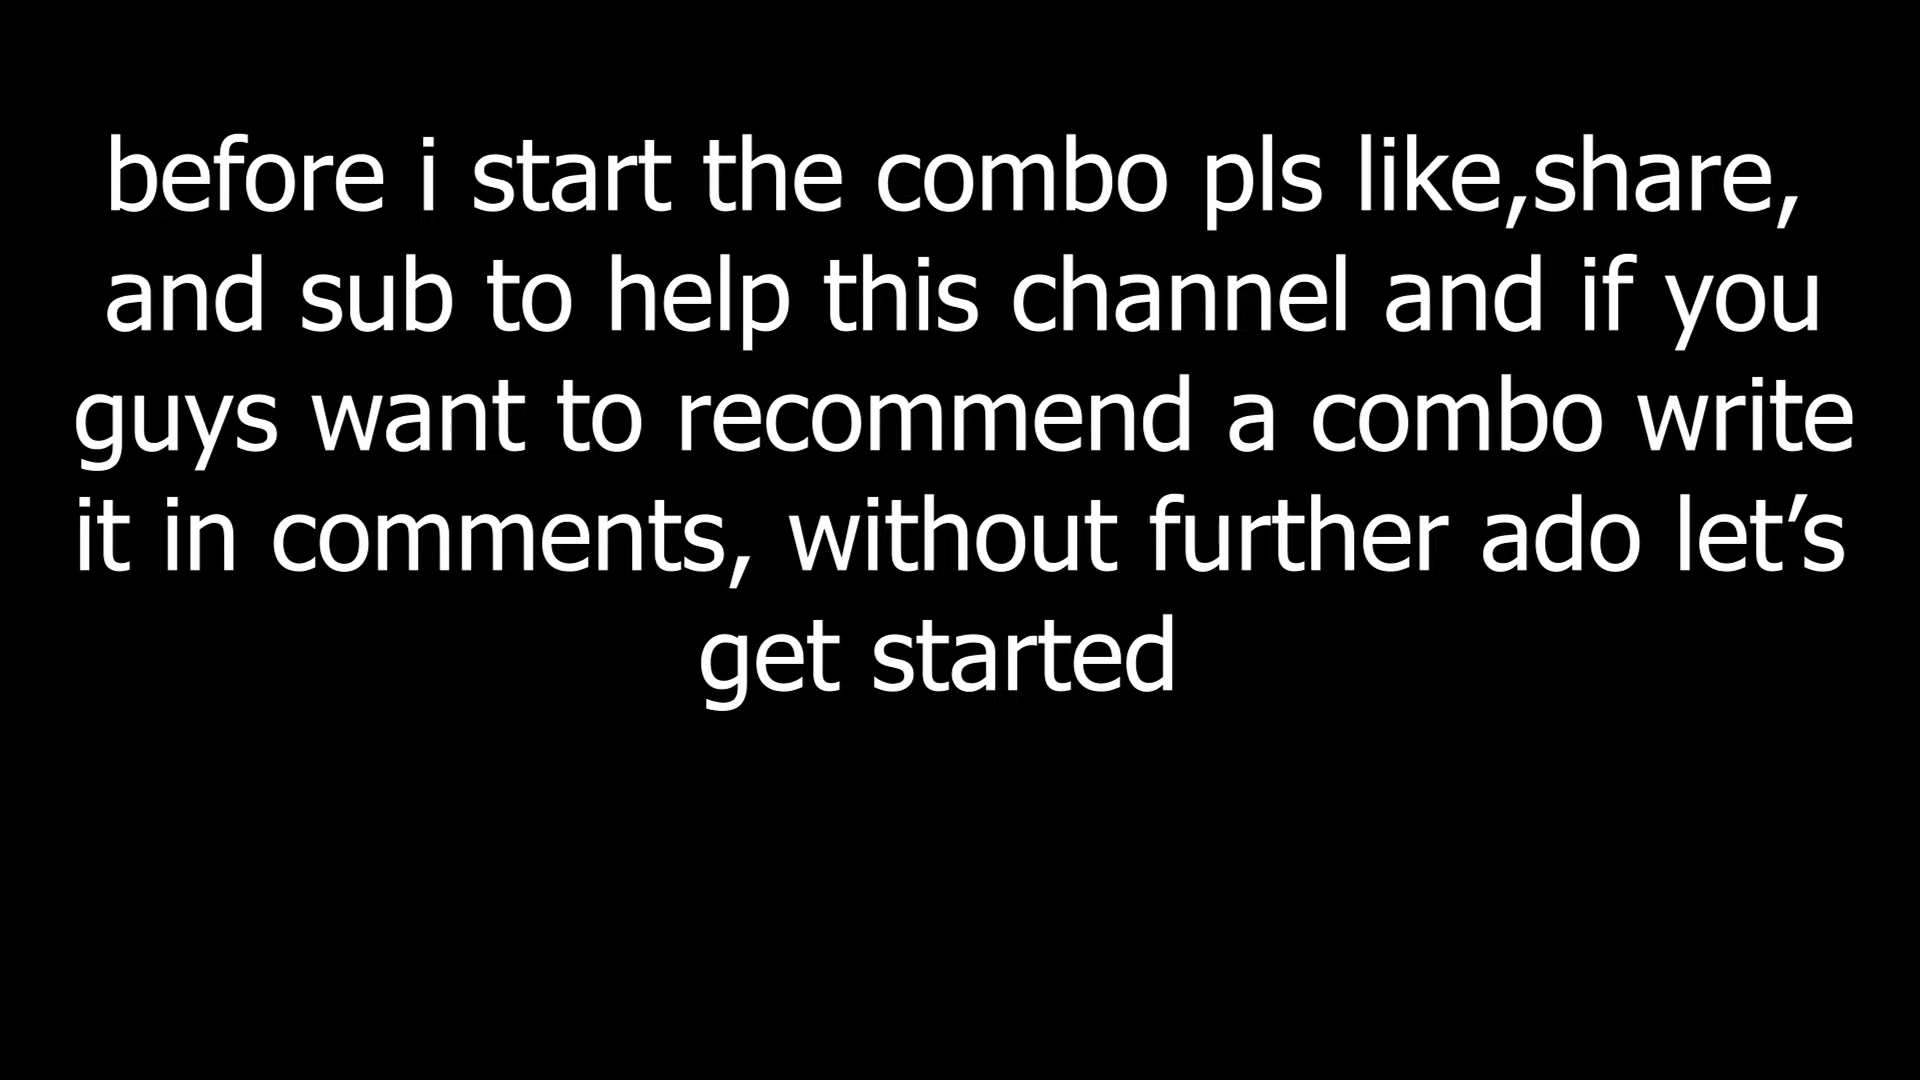 before i start the combo pls like,share,
and sub to help this channel and if you
guys want to recommend a combo write
it in comments, without further ado let’s
get started